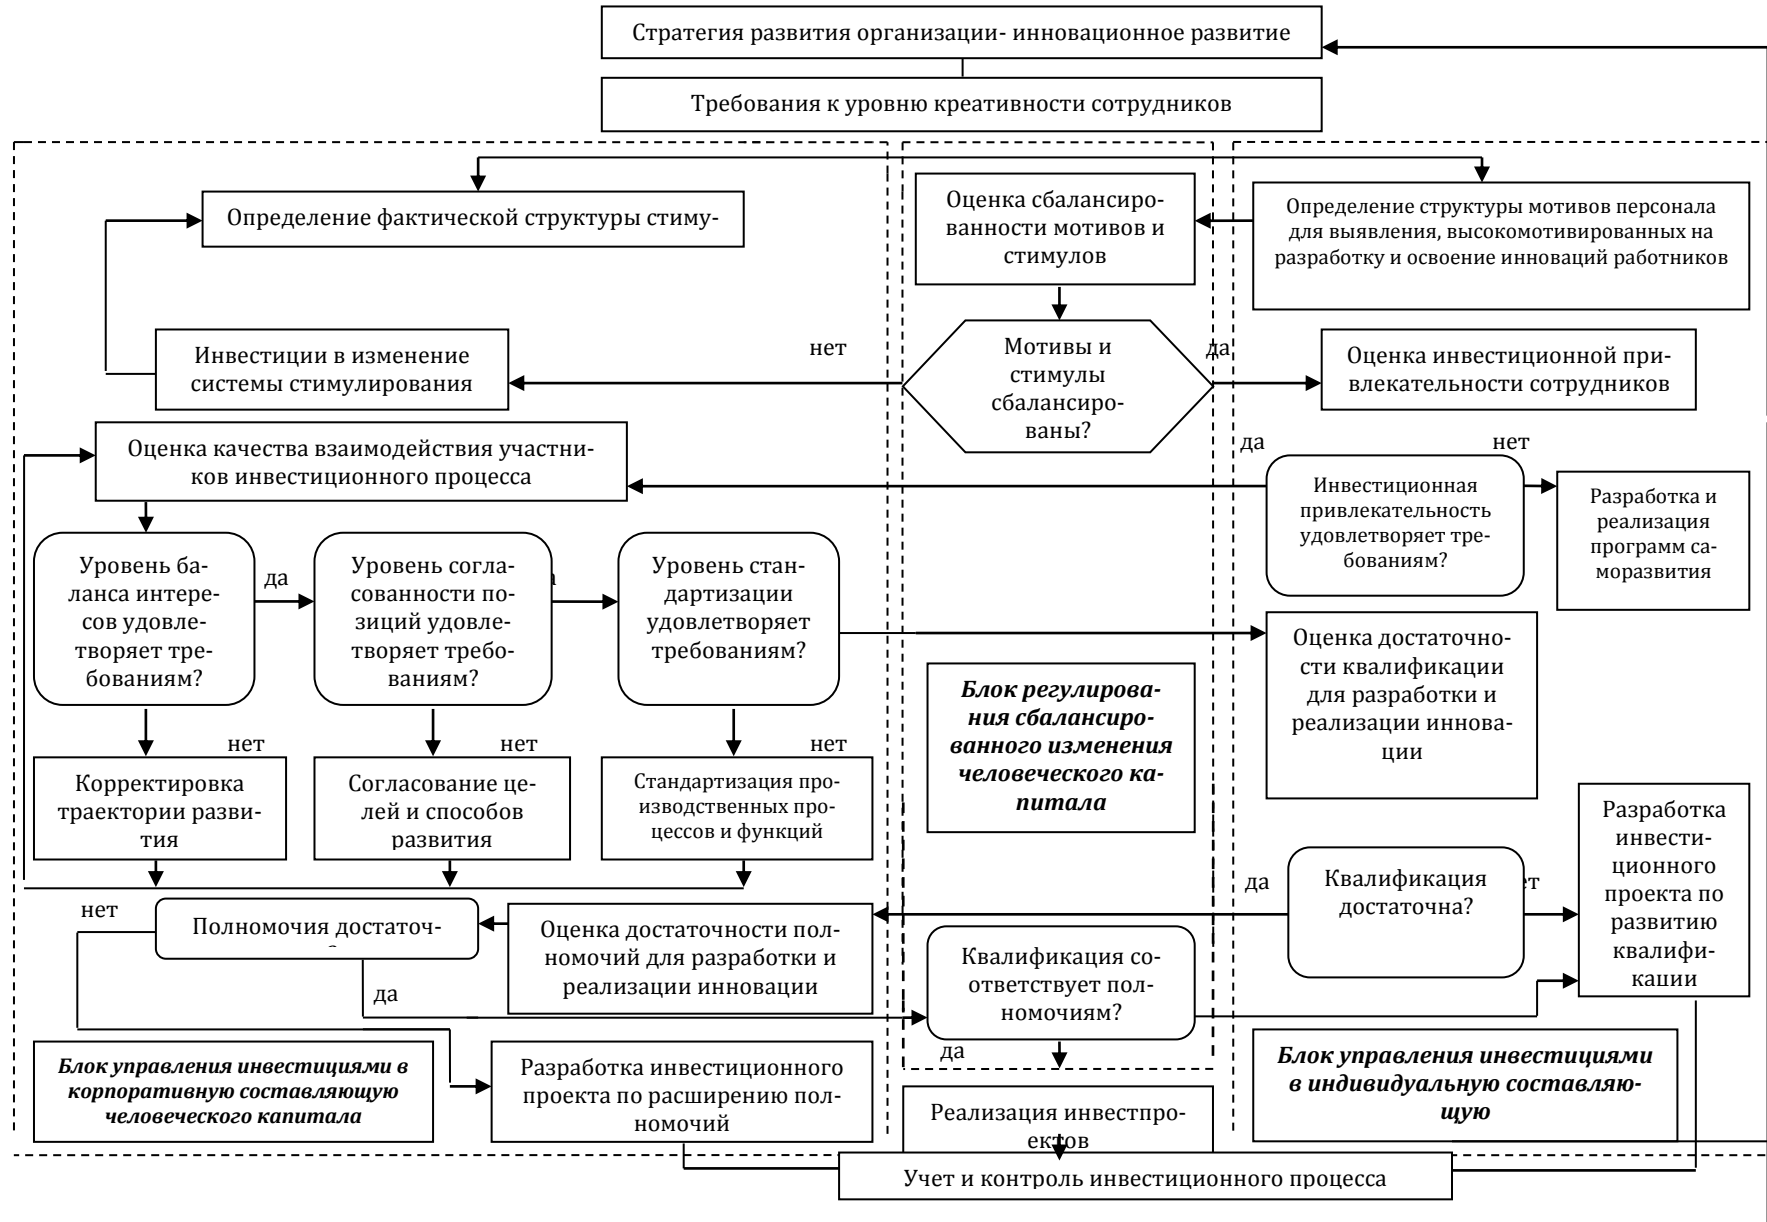 Стратегия развития организации- инновационное развитие
Требования к уровню креативности сотрудников
Определение фактической структуры стиму-
Оценка сбалансиро-
ванности мотивов и
стимулов
Определение структуры мотивов персонала
для выявления, высокомотивированных на
разработку и освоение инноваций работников
Инвестиции в изменение
системы стимулирования
нет
Мотивы и
стимулы
сбалансиро-
ваны?
да
Оценка инвестиционной при-
влекательности сотрудников
Оценка качества взаимодействия участни-
ков инвестиционного процесса
да
нет
Инвестиционная
привлекательность
удовлетворяет тре-
бованиям?
Разработка и
реализация
программ са-
моразвития
Уровень ба-
ланса интере-
сов удовле-
творяет тре-
бованиям?
да
Уровень согла-
сованности по-
зиций удовле-
творяет требо-
ваниям?
Уровень стан-
дартизации
удовлетворяет
требованиям?
Оценка достаточно-
сти квалификации
для разработки и
реализации иннова-
ции
Блок регулирова-
ния сбалансиро-
ванного изменения
человеческого ка-
питала
нет
нет
нет
Корректировка
траектории разви-
тия
Согласование це-
лей и способов
развития
Стандартизация про-
изводственных про-
цессов и функций
Разработка
инвести-
ционного
проекта по
развитию
квалифи-
кации
да
Квалификация
достаточна?
нет
Полномочия достаточ-
Оценка достаточности пол-
номочий для разработки и
реализации инновации
да
Квалификация со-
ответствует пол-
номочиям?
да
Блок управления инвестициями в
корпоративную составляющую
человеческого капитала
Разработка инвестиционного
проекта по расширению пол-
номочий
Реализация инвестпро-
ектов
Блок управления инвестициями
в индивидуальную составляю-
щую
Учет и контроль инвестиционного процесса